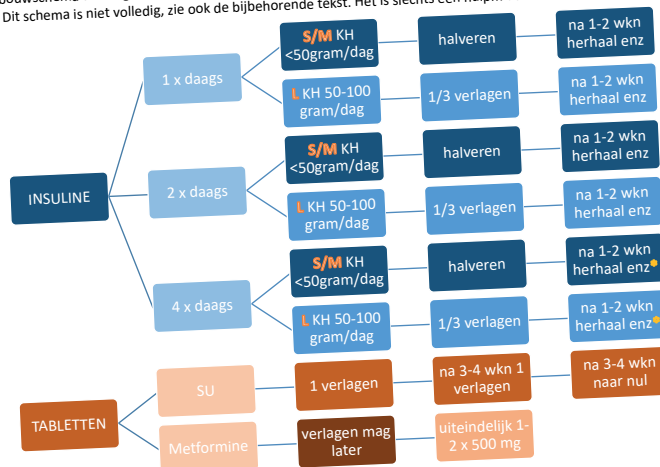 Dit schema is niet volledig, zie ook de bijbehorende tekst. Het is slechts een
INSULINE
1 x daags
S/M KH
<50gram/dag
halveren
na 1-2 wkn
herhaal enz
L KH 50-100
gram/dag
1/3 verlagen
na 1-2 wkn
herhaal enz
2 x daags
S/M KH
<50gram/dag
halveren
na 1-2 wkn
herhaal enz
L KH 50-100
gram/dag
1/3 verlagen
na 1-2 wkn
herhaal enz
4 x daags
S/M KH
<50gram/dag
halveren
na 1-2 wkn
herhaal enz*
L KH 50-100
gram/dag
1/3 verlagen
na 1-2 wkn
herhaal enz*
TABLETTEN
SU
1 verlagen
na 3-4 wkn 1
verlagen
na 3-4 wkn
naar nul
Metformine
verlagen mag
later
uiteindelijk 1-
2 x 500 mg